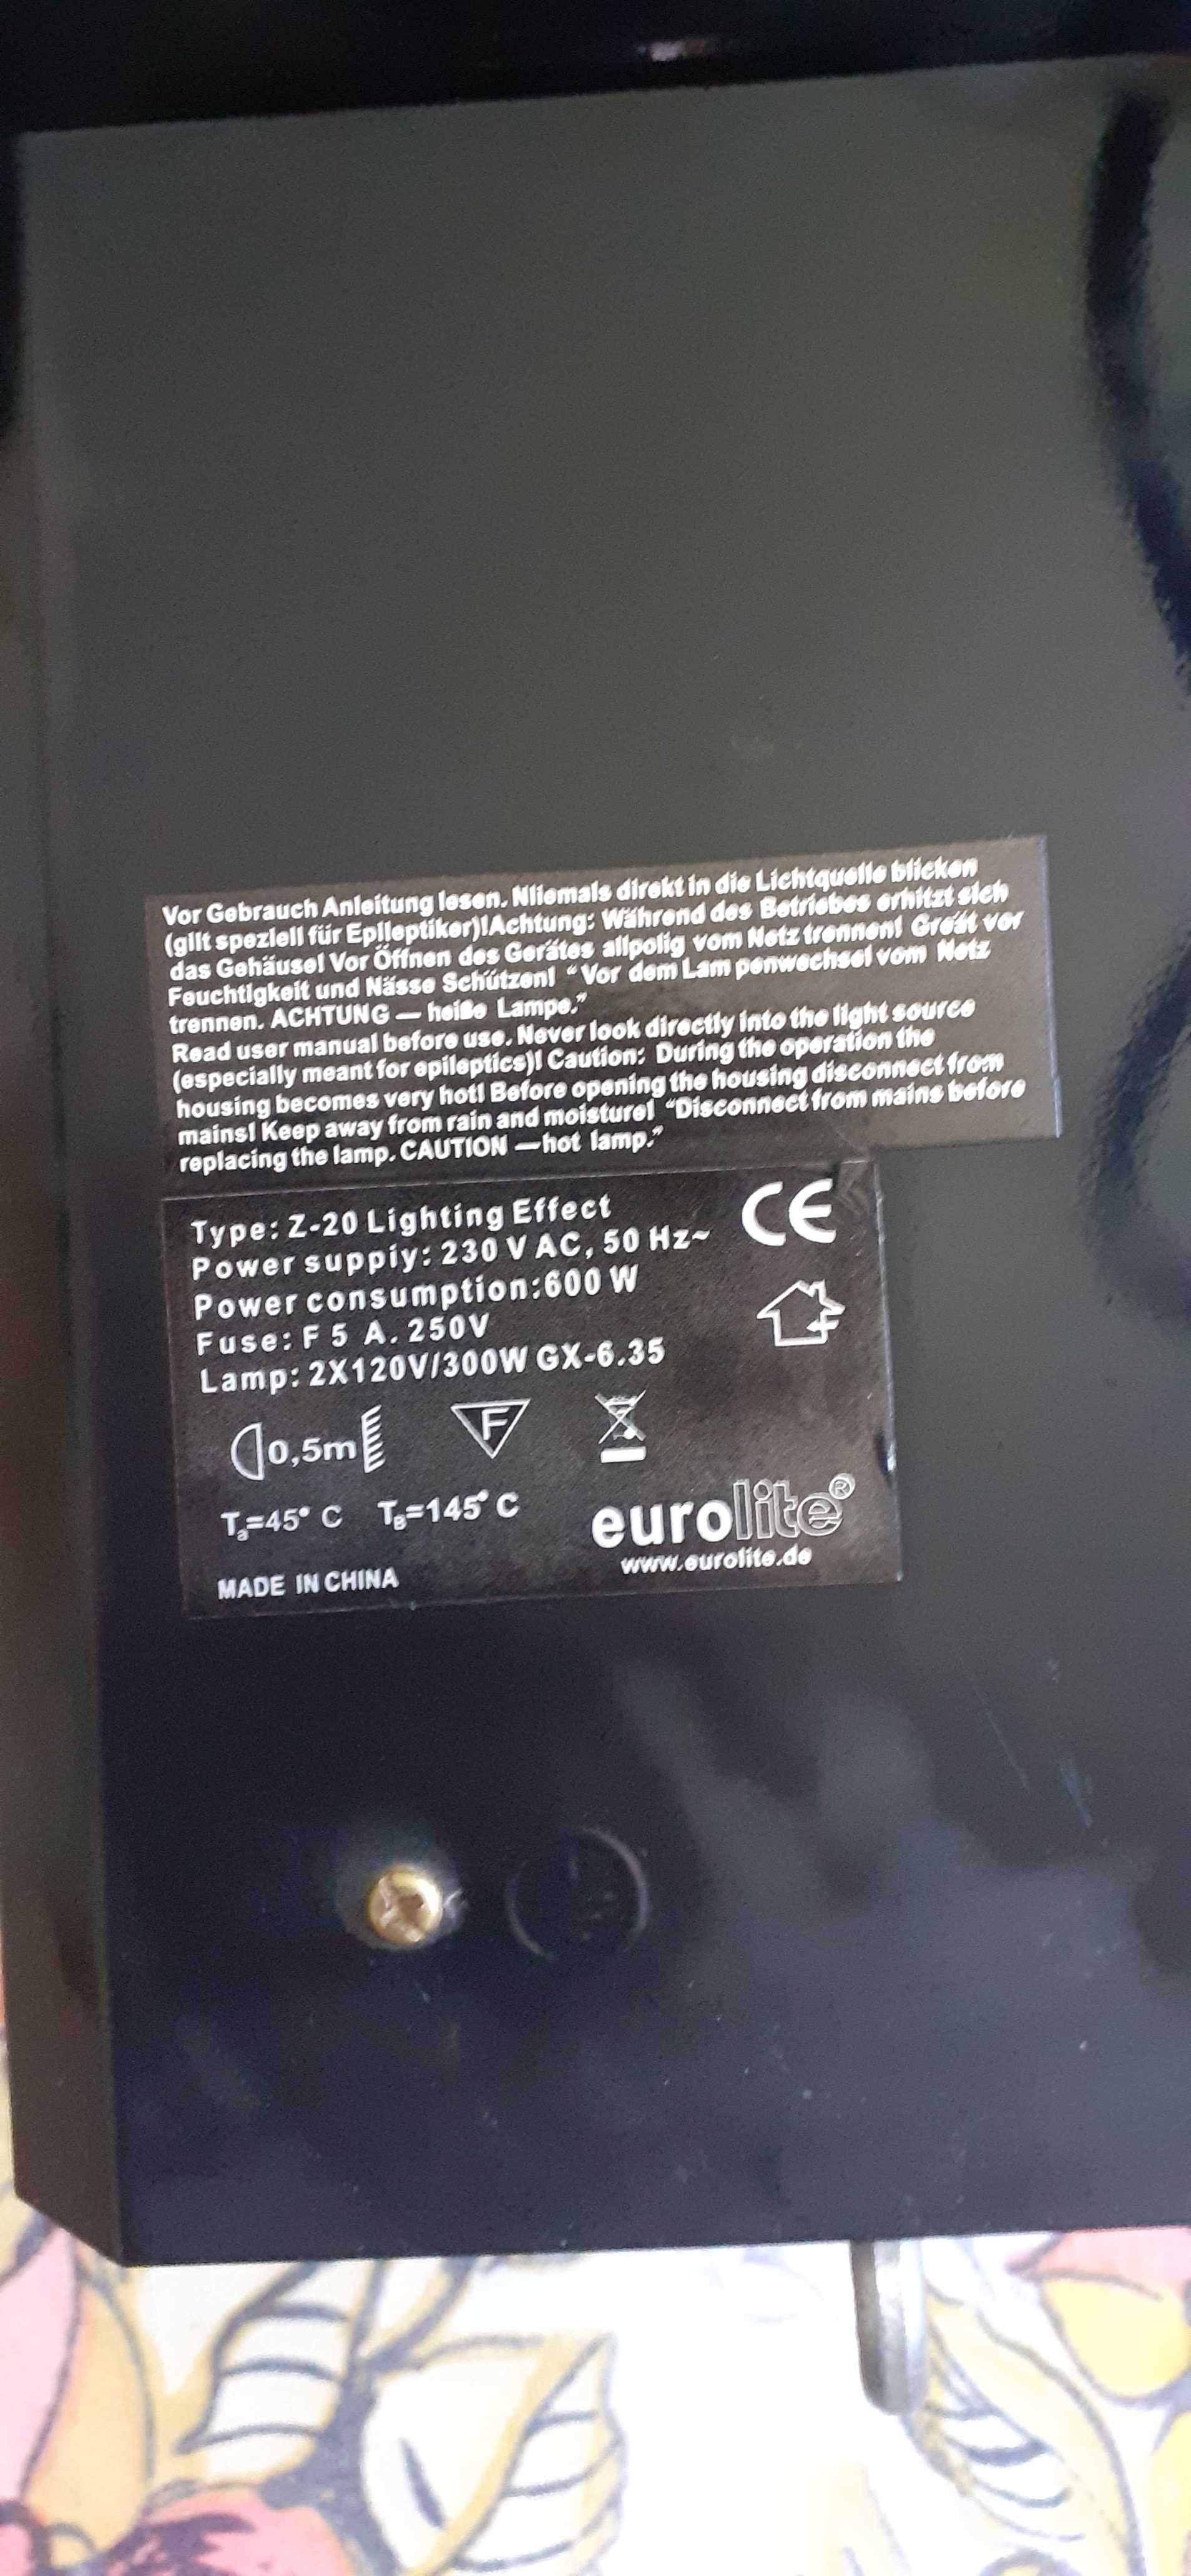 Vor Gebrauch Anleitung lesen. NIiemals direkt in die Lichtquelle blicken
(gilt speziell für Epileptiker)!Achtung: Während des Betriebes erhitzt sich
das Gehäuse! Vor Öffnen des Gerätes allpolig vom Netz trennen! Greät vor
Feuchtigkeit und Nässe Schützen! “Vor dem Lam penwechsel vom Netz
trennen. ACHTUNG — heiße Lampe.”
Read user manual before use. Never look directly into the light source
(especially meant for epileptics)! Caution: During the operation the
housing becomes very hot! Before opening the housing disconnect from
mains! Keep away from rain and moisture! “Disconnect from mains before
replacing the lamp. CAUTION —hot lamp.”
Type: Z-20 Lighting Effect
Power suppiy: 230 V AC, 50 Hz~
Power consumption:600 W
Fuse: F 5 A. 250V
Lamp: 2X120V/300W GX-6.35
CE
0,5m
F
Ta=45° C TB=145° C
eurolite®
www.eurolite.de
MADE IN CHINA